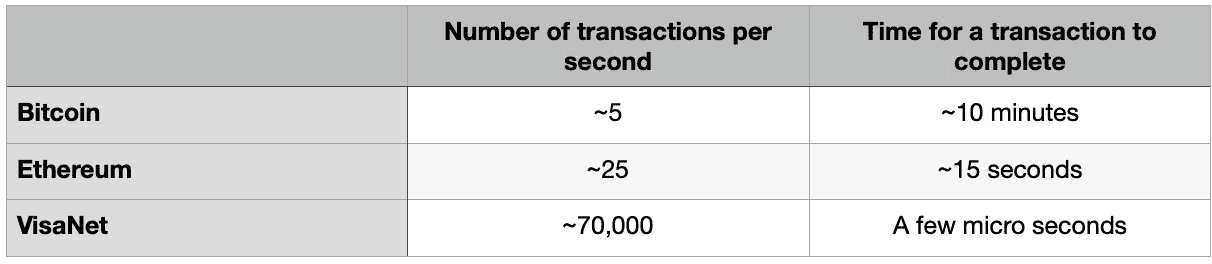 Number of transactions per
second
Time for a transaction to
complete
Bitcoin
~5
~10 minutes
Ethereum
~25
~15 seconds
VisaNet
~70,000
A few micro seconds